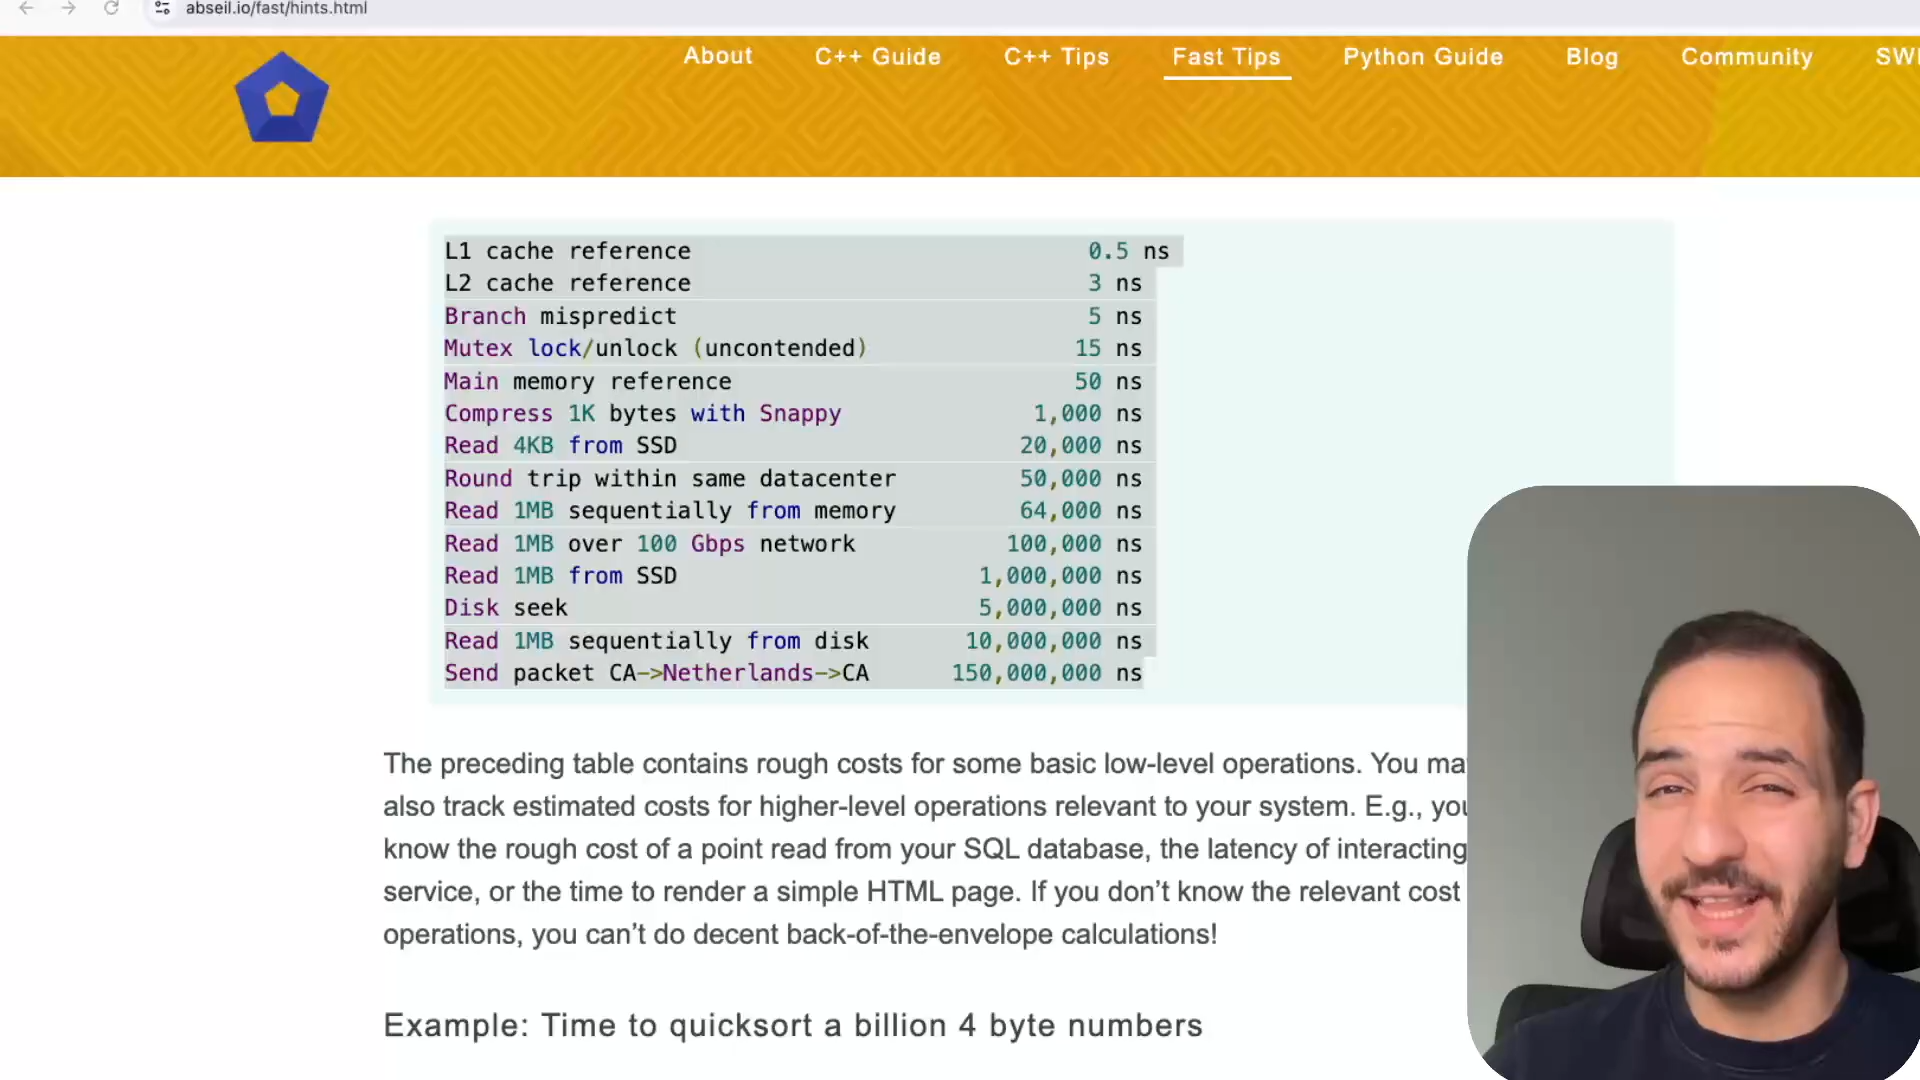 abseil.io/fast/hints.html
About C++ Guide C++ Tips Fast Tips Python Guide Blog Community
L1 cache reference 0.5 ns
L2 cache reference 3 ns
Branch mispredict 5 ns
Mutex lock/unlock (uncontended) 15 ns
Main memory reference 50 ns
Compress 1K bytes with Snappy 1,000 ns
Read 4KB from SSD 20,000 ns
Round trip within same datacenter 50,000 ns
Read 1MB sequentially from memory 64,000 ns
Read 1MB over 100 Gbps network 100,000 ns
Read 1MB from SSD 1,000,000 ns
Disk seek 5,000,000 ns
Read 1MB sequentially from disk 10,000,000 ns
Send packet CA->Netherlands->CA 150,000,000 ns
The preceding table contains rough costs for some basic low-level operations. You
also track estimated costs for higher-level operations relevant to your system. E.g.,
know the rough cost of a point read from your SQL database, the latency of interacting
service, or the time to render a simple HTML page. If you don’t know the relevant cost
operations, you can’t do decent back-of-the-envelope calculations!
Example: Time to quicksort a billion 4 byte numbers